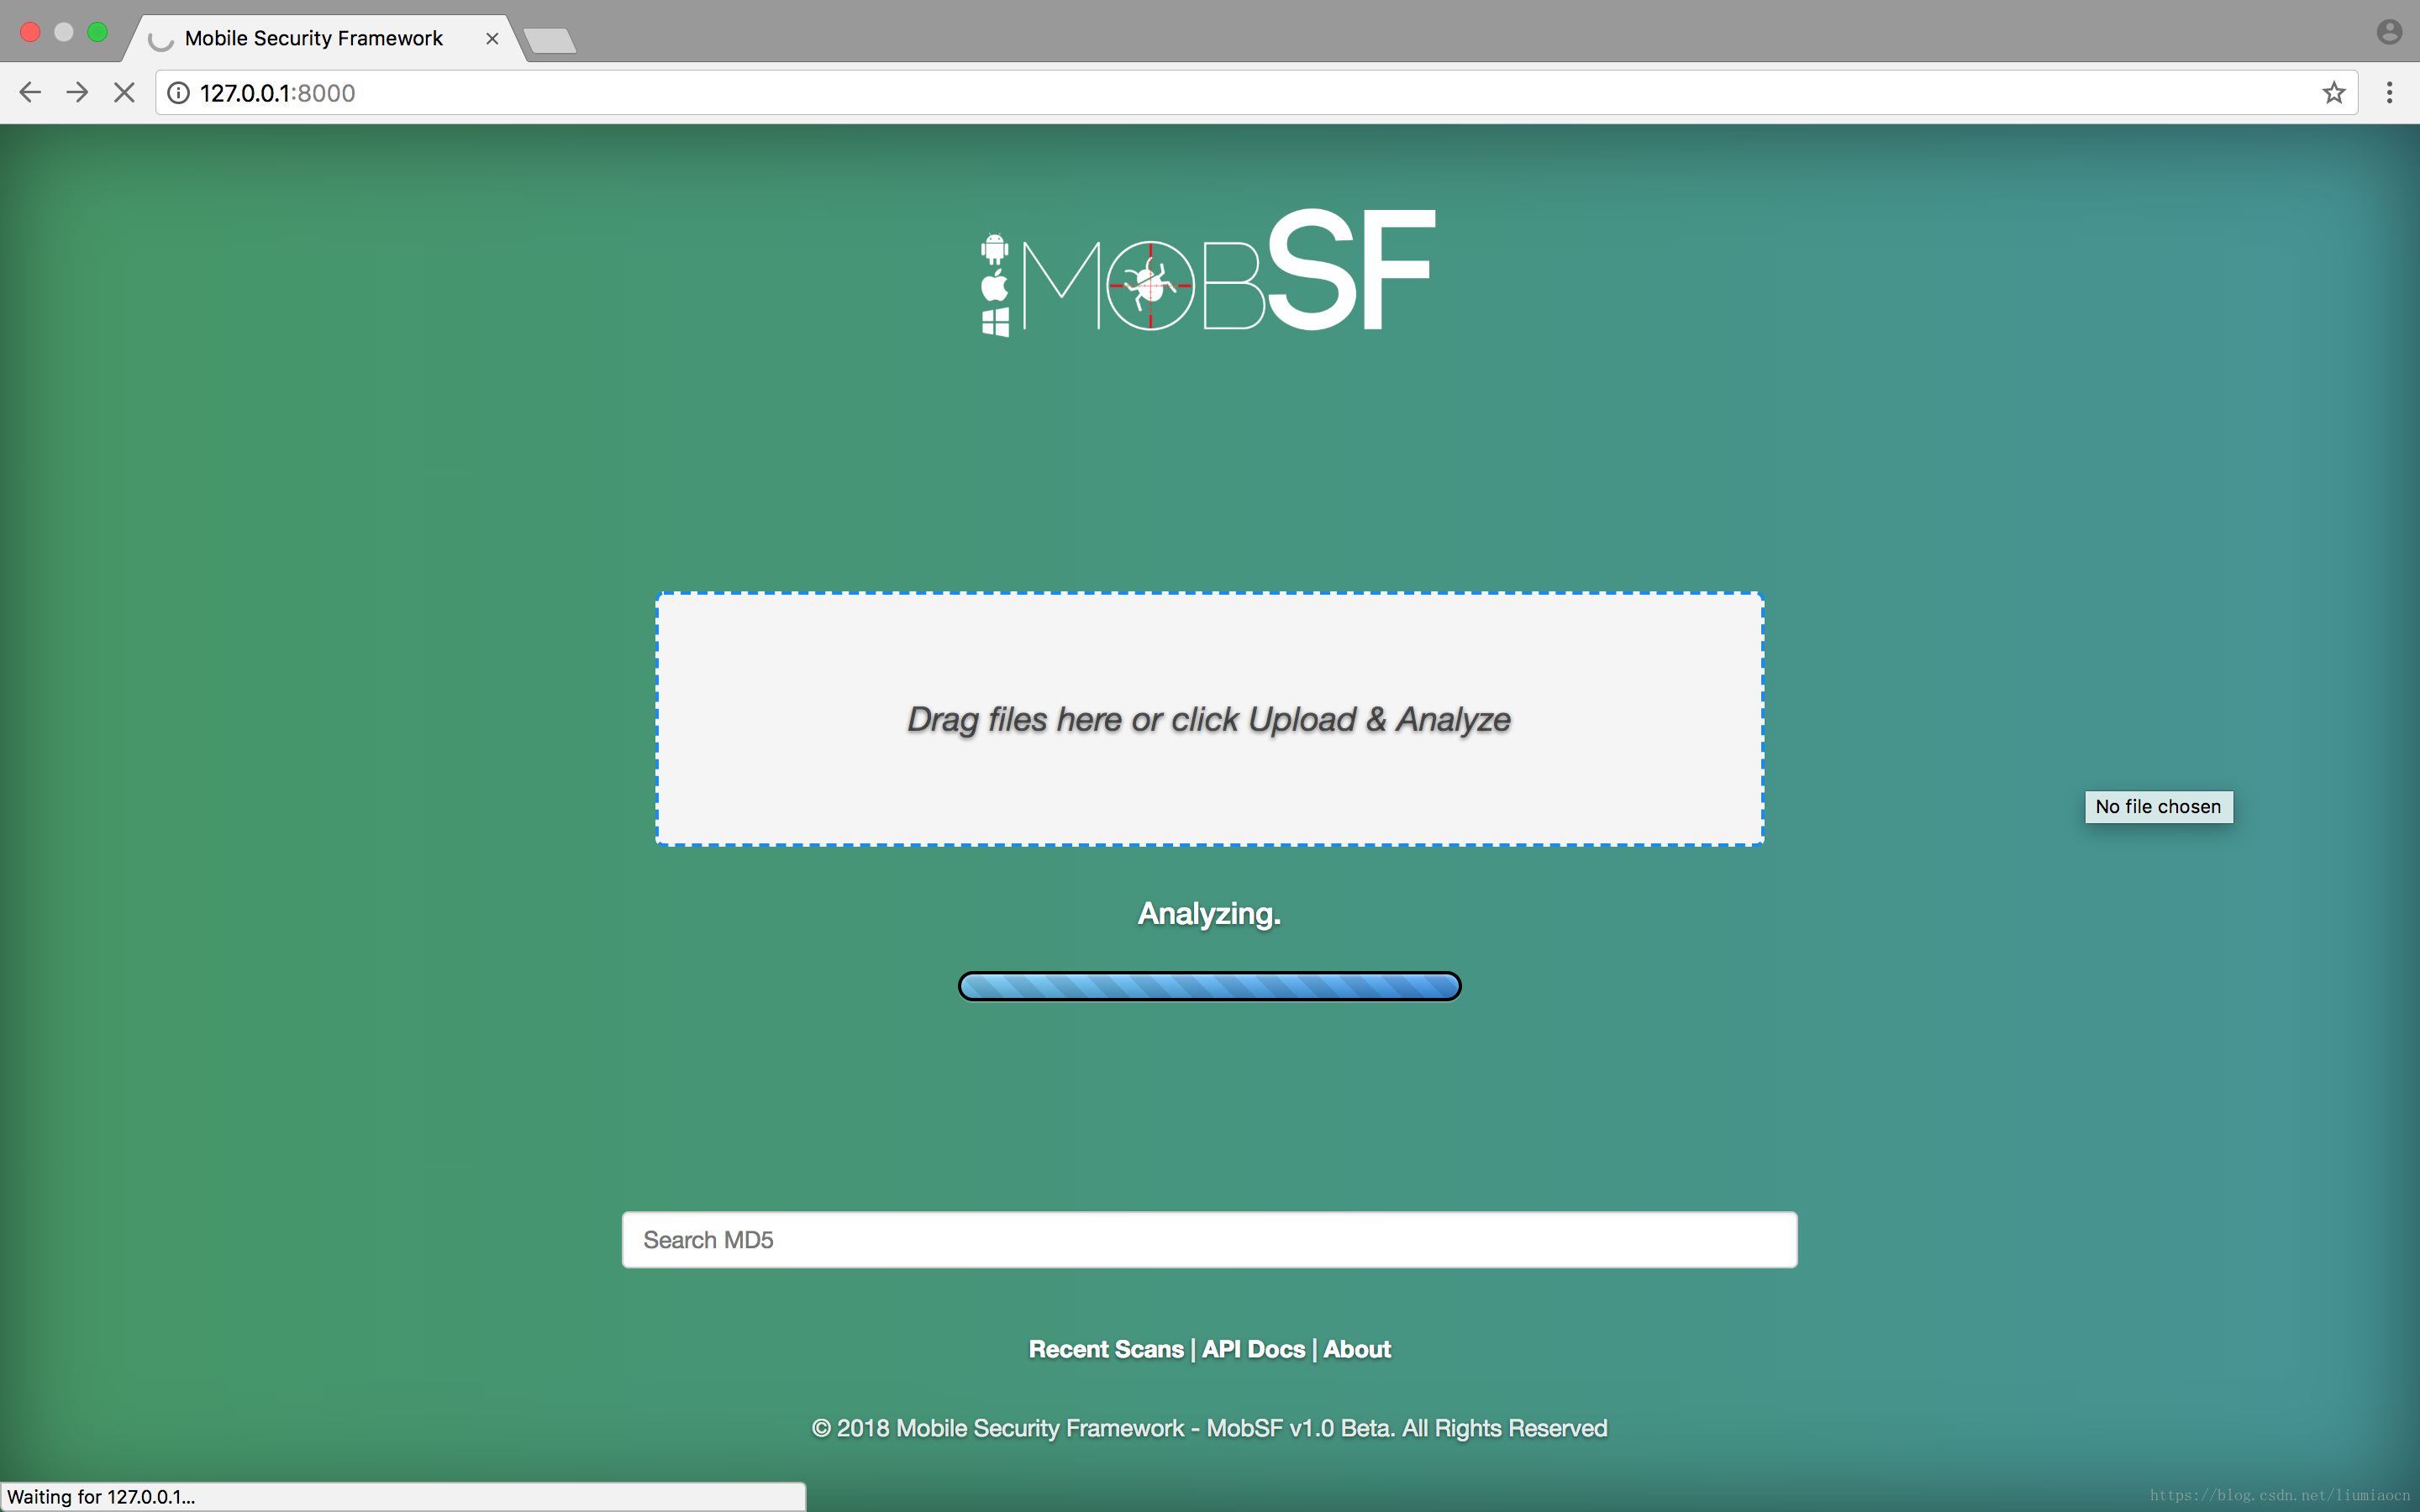 Mobile Security Framework
127.0.0.1:8000
MOBSF
Drag files here or click Upload & Analyze
No file chosen
Analyzing.
Search MD5
Recent Scans | API Docs | About
© 2018 Mobile Security Framework - MobSF v1.0 Beta. All Rights Reserved
Waiting for 127.0.0.1...
https://blog.csdn.net/liumiaocn